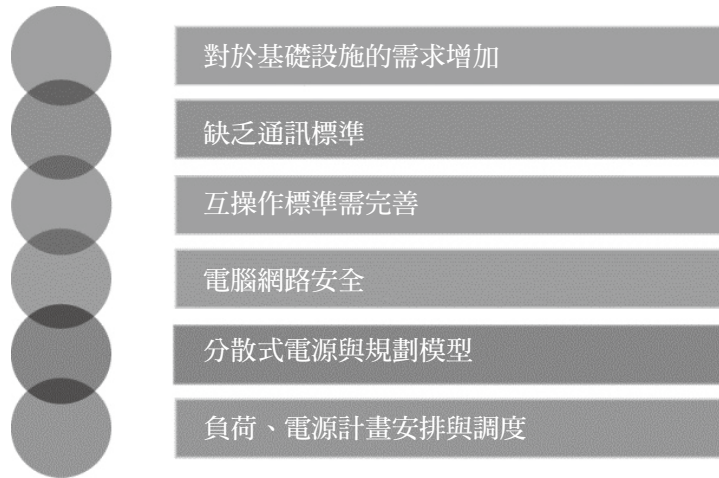 對於基礎設施的需求增加
缺乏通訊標準
互操作標準需完善
電腦網路安全
分散式電源與規劃模型
負荷、電源計畫安排與調度